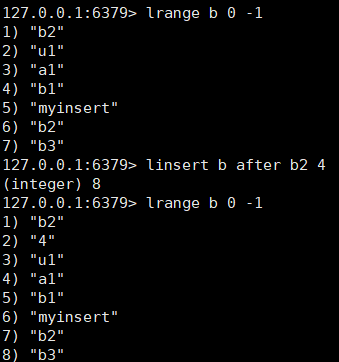 127.0.0.1:6379> lrange b 0 -1
1) "b2"
2) "u1"
3) "a1"
4) "b1"
5) "myinsert"
6) "b2"
7) "b3"
127.0.0.1:6379> linsert b after b2 4
(integer) 8
127.0.0.1:6379> lrange b 0 -1
1) "b2"
2) "4"
3) "u1"
4) "a1"
5) "b1"
6) "myinsert"
7) "b2"
8) "b3"